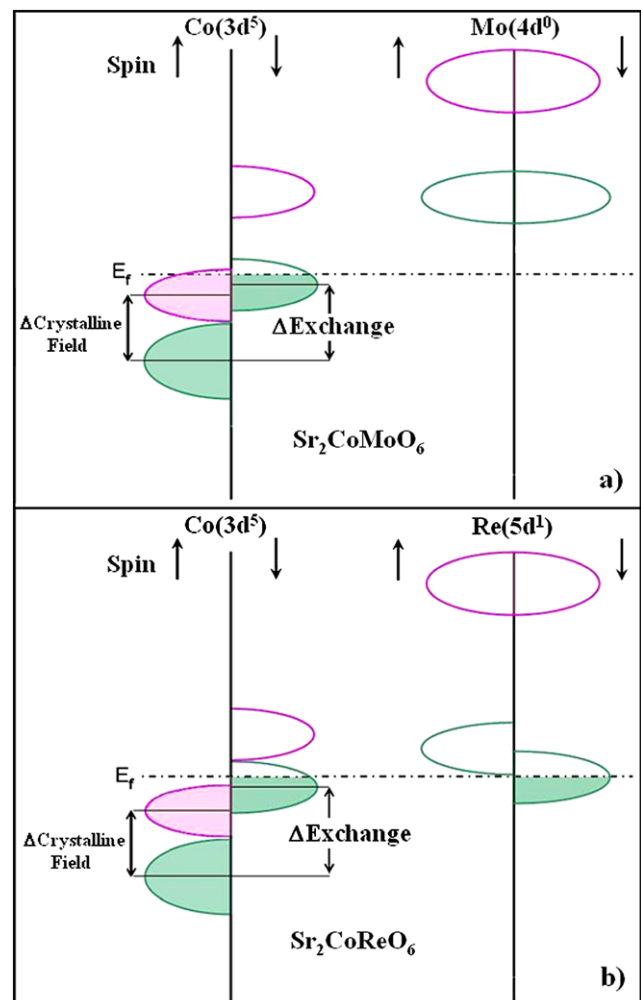 Co(3d⁵) Mo(4d⁰)
Spin
E_f
ΔCrystalline
Field
ΔExchange
Sr₂CoMoO₆
a)
Co(3d⁵) Re(5d¹)
Spin
E_f
ΔExchange
ΔCrystalline
Field
Sr₂CoReO₆
b)